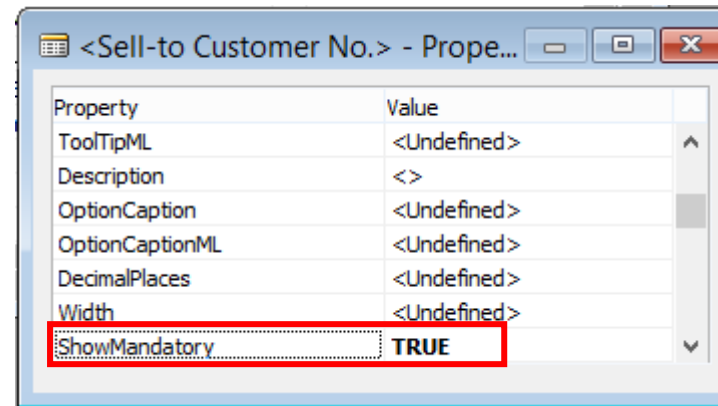 <Sell-to Customer No.> - Prope...
Property Value
ToolTipML <Undefined>
Description <>
OptionCaption <Undefined>
OptionCaptionML <Undefined>
DecimalPlaces <Undefined>
Width <Undefined>
ShowMandatory TRUE